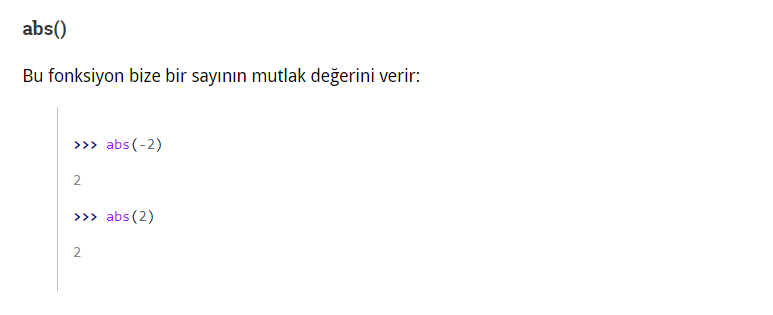 abs()
Bu fonksiyon bize bir sayının mutlak değerini verir:
>>> abs(-2)
2
>>> abs(2)
2